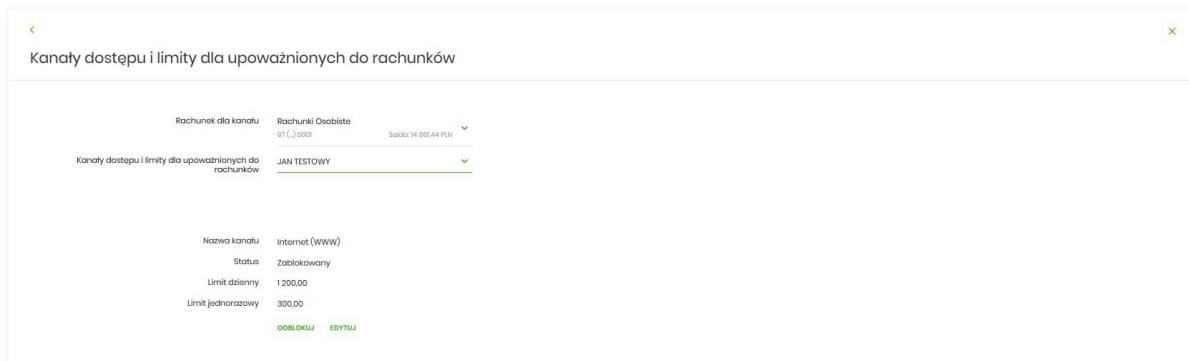 Kanały dostępu i limity dla upoważnionych do rachunków
Rachunek dla kanału
Rachunki Osobiste
97 (...) 0001
Saldo: 14 881,44 PLN
Kanały dostępu i limity dla upoważnionych do
rachunków
JAN TESTOWY
Nazwa kanału
Internet (WWW)
Status
Zablokowany
Limit dzienny
1 200,00
Limit jednorazowy
300,00
ODBLOKUJ
EDYTUJ